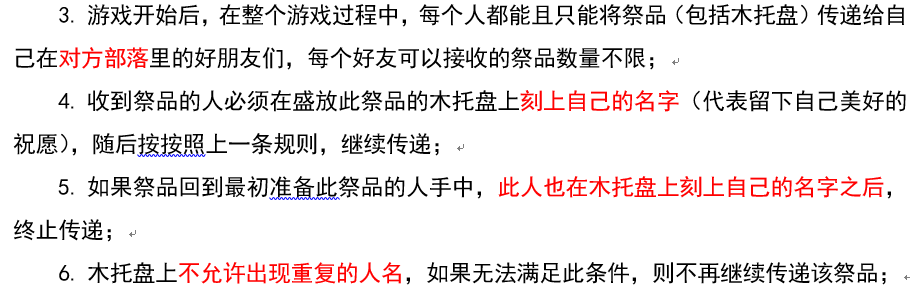 3. 游戏开始后，在整个游戏过程中，每个人都能且只能将祭品（包括木托盘）传递给自
己在对方部落里的好朋友们，每个好友可以接收的祭品数量不限；
4. 收到祭品的人必须在盛放此祭品的木托盘上刻上自己的名字（代表留下自己美好的
祝愿），随后按按照上一条规则，继续传递；
5. 如果祭品回到最初准备此祭品的人手中，此人也在木托盘上刻上自己的名字之后，
终止传递；
6. 木托盘上不允许出现重复的人名，如果无法满足此条件，则不再继续传递该祭品；